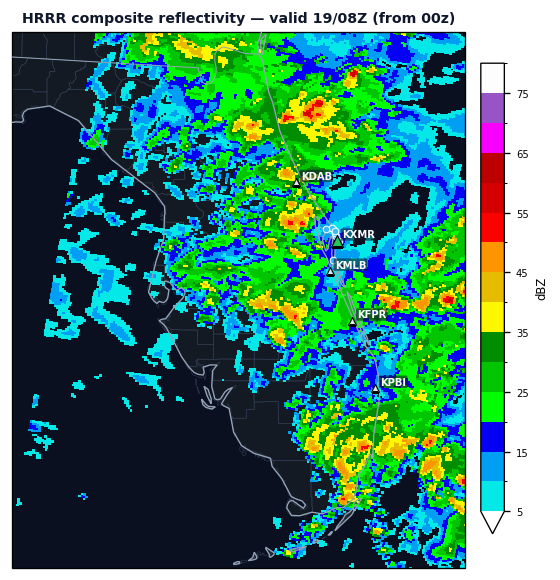 HRRR composite reflectivity — valid 19/08Z (from 00z)
KDAB
KXMR
KMLB
KFPR
KPBI
75
65
55
45
35
25
15
5
dBZ